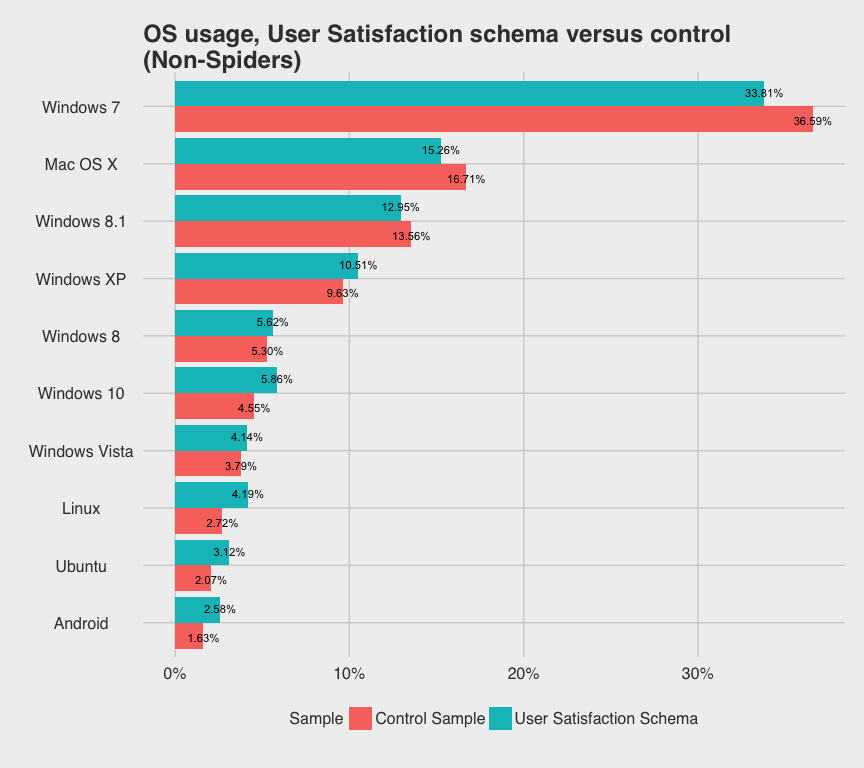 OS usage, User Satisfaction schema versus control
(Non-Spiders)
Windows 7
33.81%
36.59%
Mac OS X
15.26%
16.71%
Windows 8.1
12.95%
13.56%
Windows XP
10.51%
9.63%
Windows 8
5.62%
5.30%
Windows 10
5.86%
4.55%
Windows Vista
4.14%
3.79%
Linux
4.19%
2.72%
Ubuntu
3.12%
2.07%
Android
2.58%
1.63%
0% 10% 20% 30%
Sample Control Sample User Satisfaction Schema